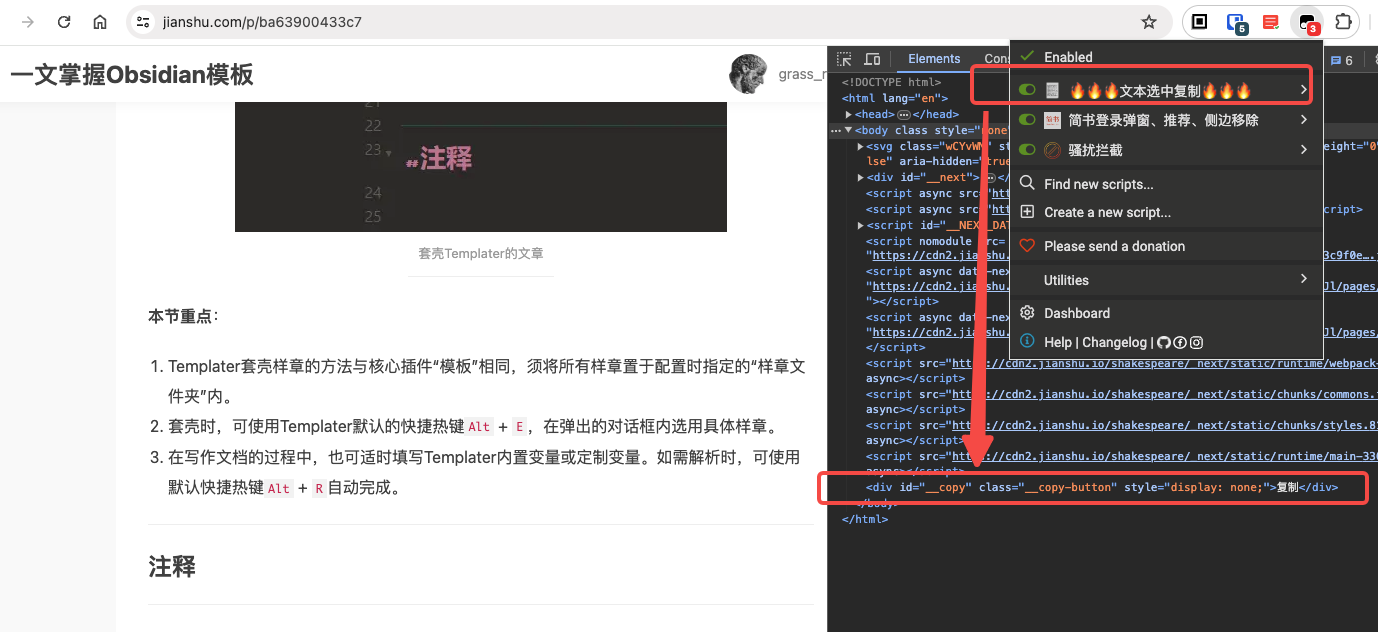 jianshu.com/p/ba63900433c7
5
3
一文掌握Obsidian模板
grass_r
22
23
#注释
24
25
套壳Templater的文章
本节重点：
1. Templater套壳样章的方法与核心插件“模板”相同，须将所有样章置于配置时指定的“样章文
件夹”内。
2. 套壳时，可使用Templater默认的快捷热键 Alt + E，在弹出的对话框内选用具体样章。
3. 在写作文档的过程中，也可适时填写Templater内置变量或定制变量。如需解析时，可使用
默认快捷热键 Alt + R 自动完成。
注释
Elements Con
6
<!DOCTYPE html>
<html lang="en">
<head> </head>
<body class style="none"
<svg class="wCYvWM" st
eight="0"
lse" aria-hidden="true
<div id="__next"> </
<script async src="htt
<script async src="htt
cript>
<script id="__NEXT_DAT
<script nomodule src=
"https://cdn2.jianshu.
3c9f0e….j
<script async data-nex
"https://cdn2.jianshu.
Jl/pages/
"></script>
<script async data-nex
"https://cdn2.jianshu.
Jl/pages/
</script>
<script src="https://cdn2.jianshu.io/shakespeare/_next/static/runtime/webpack-
async></script>
<script src="https://cdn2.jianshu.io/shakespeare/_next/static/chunks/commons.
async></script>
<script src="https://cdn2.jianshu.io/shakespeare/_next/static/chunks/styles.8
async></script>
<script src="https://cdn2.jianshu.io/shakespeare/_next/static/runtime/main-33
async></script>
<div id="__copy" class="__copy-button" style="display: none;">复制</div>
</body>
</html>
Enabled
🔥🔥🔥文本选中复制🔥🔥🔥
简书登录弹窗、推荐、侧边移除
骚扰拦截
Find new scripts...
Create a new script...
Please send a donation
Utilities
Dashboard
Help | Changelog |